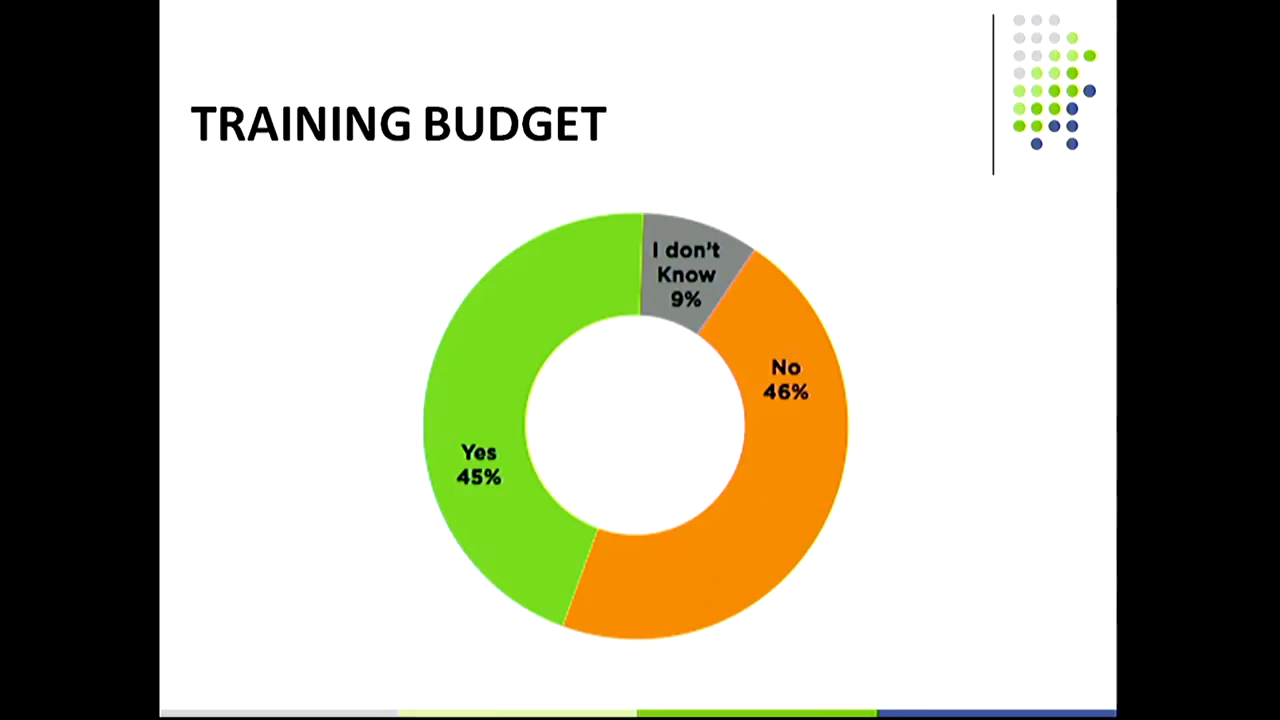 TRAINING BUDGET
I don't
Know
9%
No
46%
Yes
45%